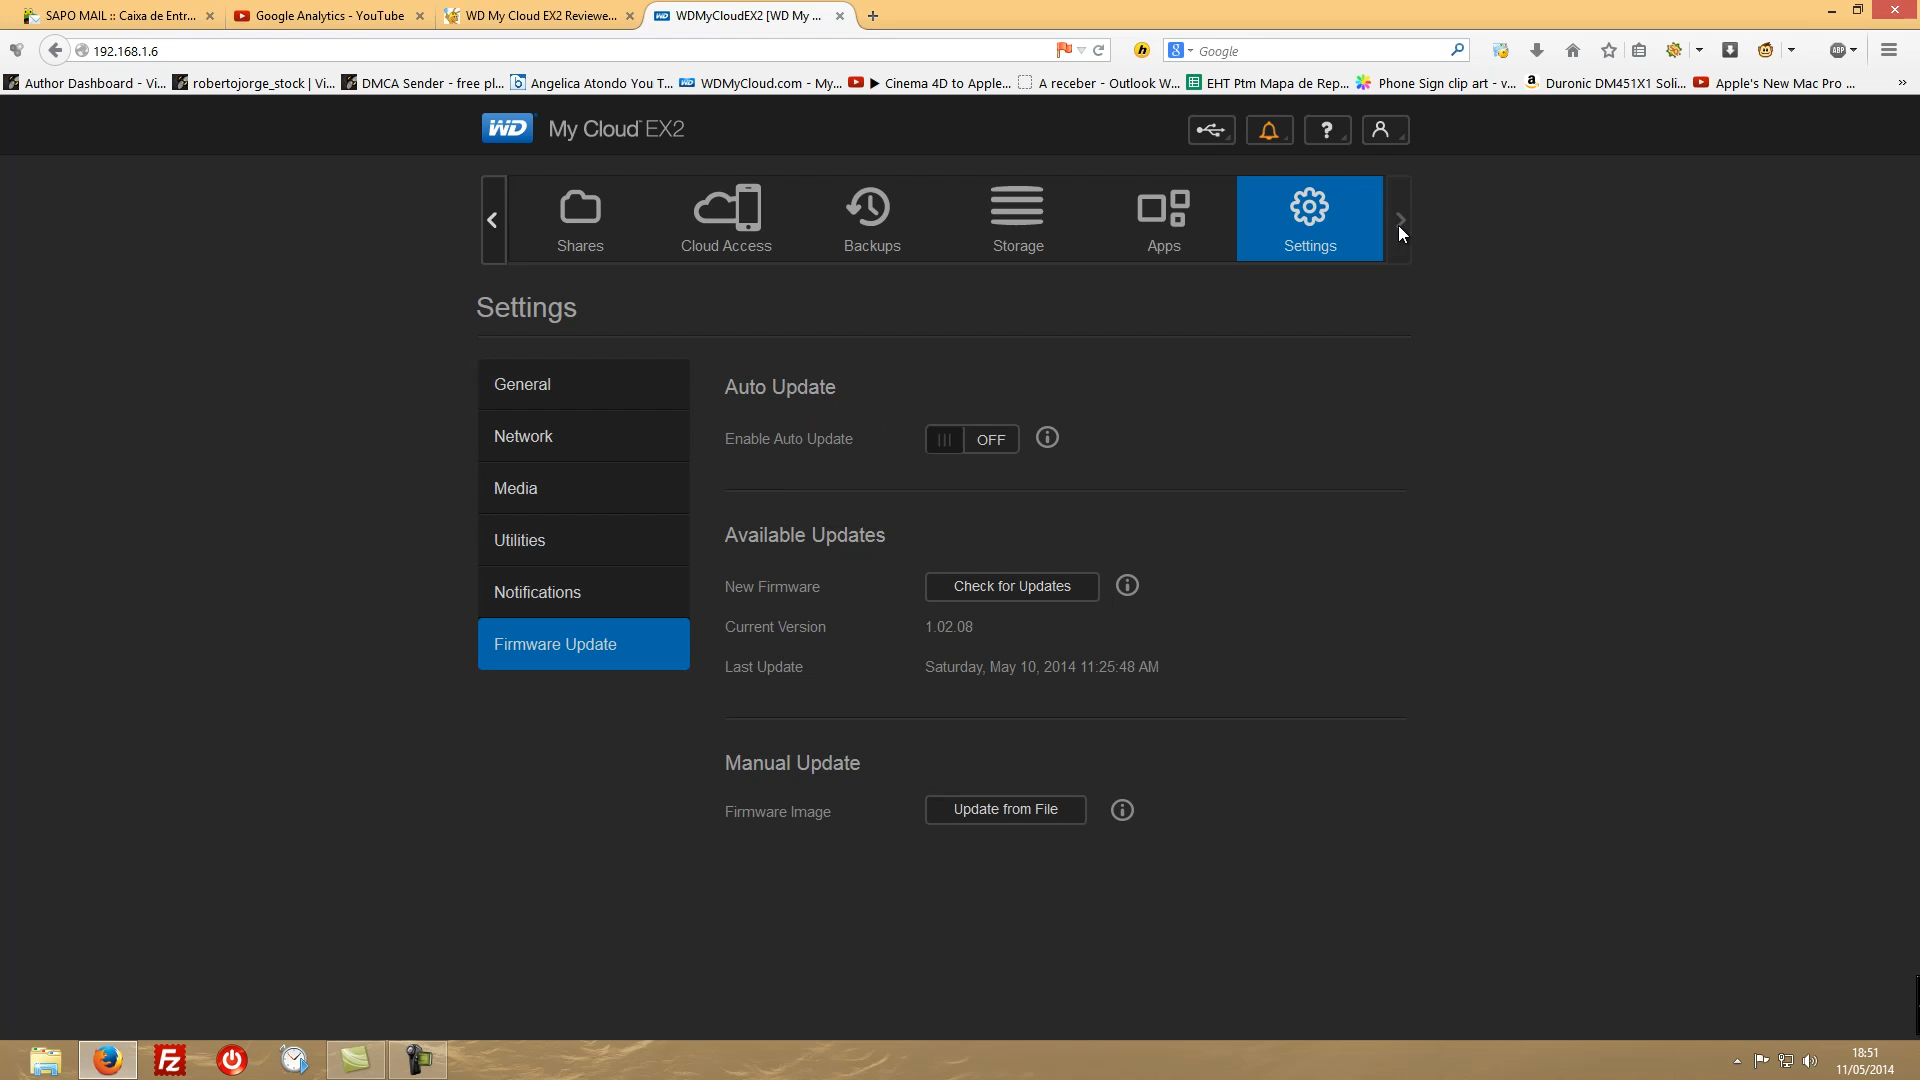 SAPO MAIL :: Caixa de Entr...
Google Analytics - YouTube
WD My Cloud EX2 Reviewe...
WDMyCloudEX2 [WD My ...
192.168.1.6
Google
Author Dashboard - Vi...
robertojorge_stock | Vi...
DMCA Sender - free pl...
Angelica Atondo You T...
WDMyCloud.com - My...
▶ Cinema 4D to Apple...
A receber - Outlook W...
EHT Ptm Mapa de Rep...
Phone Sign clip art - v...
Duronic DM451X1 Soli...
Apple's New Mac Pro ...
WD My Cloud EX2
Shares
Cloud Access
Backups
Storage
Apps
Settings
Settings
General
Network
Media
Utilities
Notifications
Firmware Update
Auto Update
Enable Auto Update OFF
Available Updates
New Firmware Check for Updates
Current Version 1.02.08
Last Update Saturday, May 10, 2014 11:25:48 AM
Manual Update
Firmware Image Update from File
18:51
11/05/2014